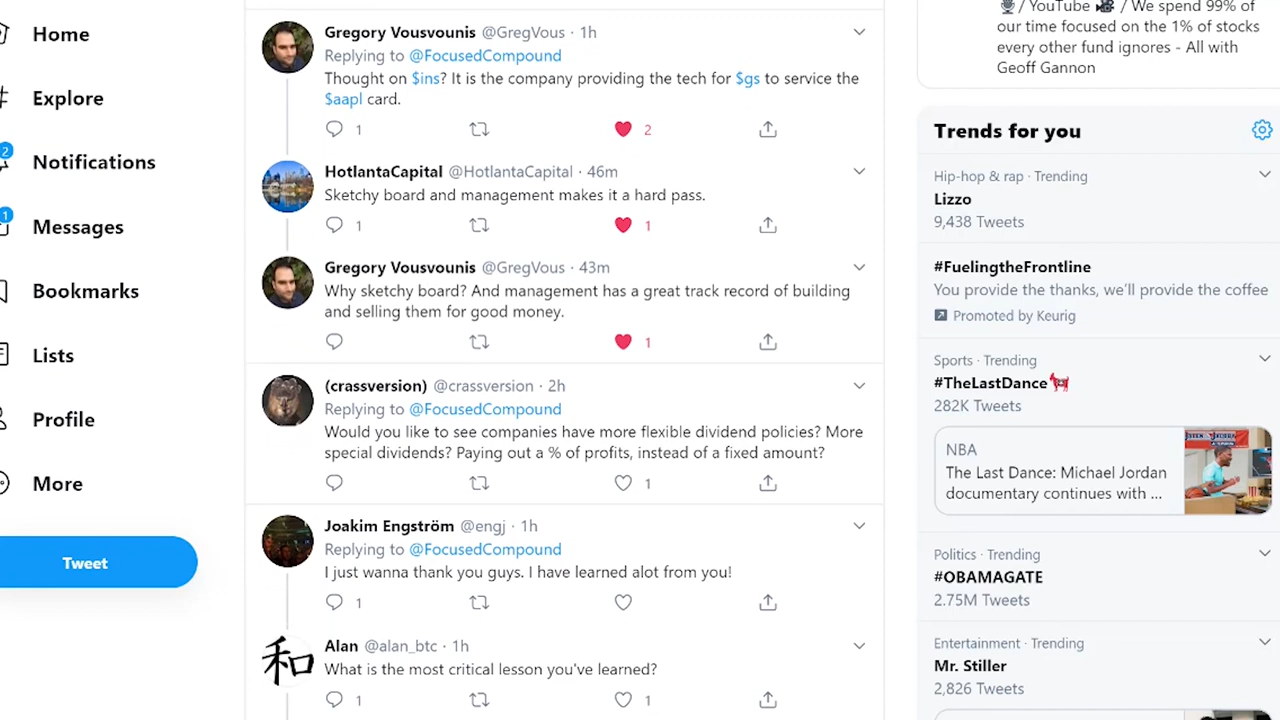 Home
Explore
2
Notifications
1
Messages
Bookmarks
Lists
Profile
More
Tweet
Gregory Vousvounis @GregVous · 1h
Replying to @FocusedCompound
Thought on $ins? It is the company providing the tech for $gs to service the
$aapl card.
1 2
HotlantaCapital @HotlantaCapital · 46m
Sketchy board and management makes it a hard pass.
1 1
Gregory Vousvounis @GregVous · 43m
Why sketchy board? And management has a great track record of building
and selling them for good money.
1
(crassversion) @crassversion · 2h
Replying to @FocusedCompound
Would you like to see companies have more flexible dividend policies? More
special dividends? Paying out a % of profits, instead of a fixed amount?
1
Joakim Engström @engj · 1h
Replying to @FocusedCompound
I just wanna thank you guys. I have learned alot from you!
1
和
Alan @alan_btc · 1h
What is the most critical lesson you've learned?
1 1
/ YouTube / We spend 99% of
our time focused on the 1% of stocks
every other fund ignores - All with
Geoff Gannon
Trends for you
Hip-hop & rap · Trending
Lizzo
9,438 Tweets
#FuelingtheFrontline
You provide the thanks, we'll provide the coffee
Promoted by Keurig
Sports · Trending
#TheLastDance
282K Tweets
NBA
The Last Dance: Michael Jordan
documentary continues with ...
Politics · Trending
#OBAMAGATE
2.75M Tweets
Entertainment · Trending
Mr. Stiller
2,826 Tweets